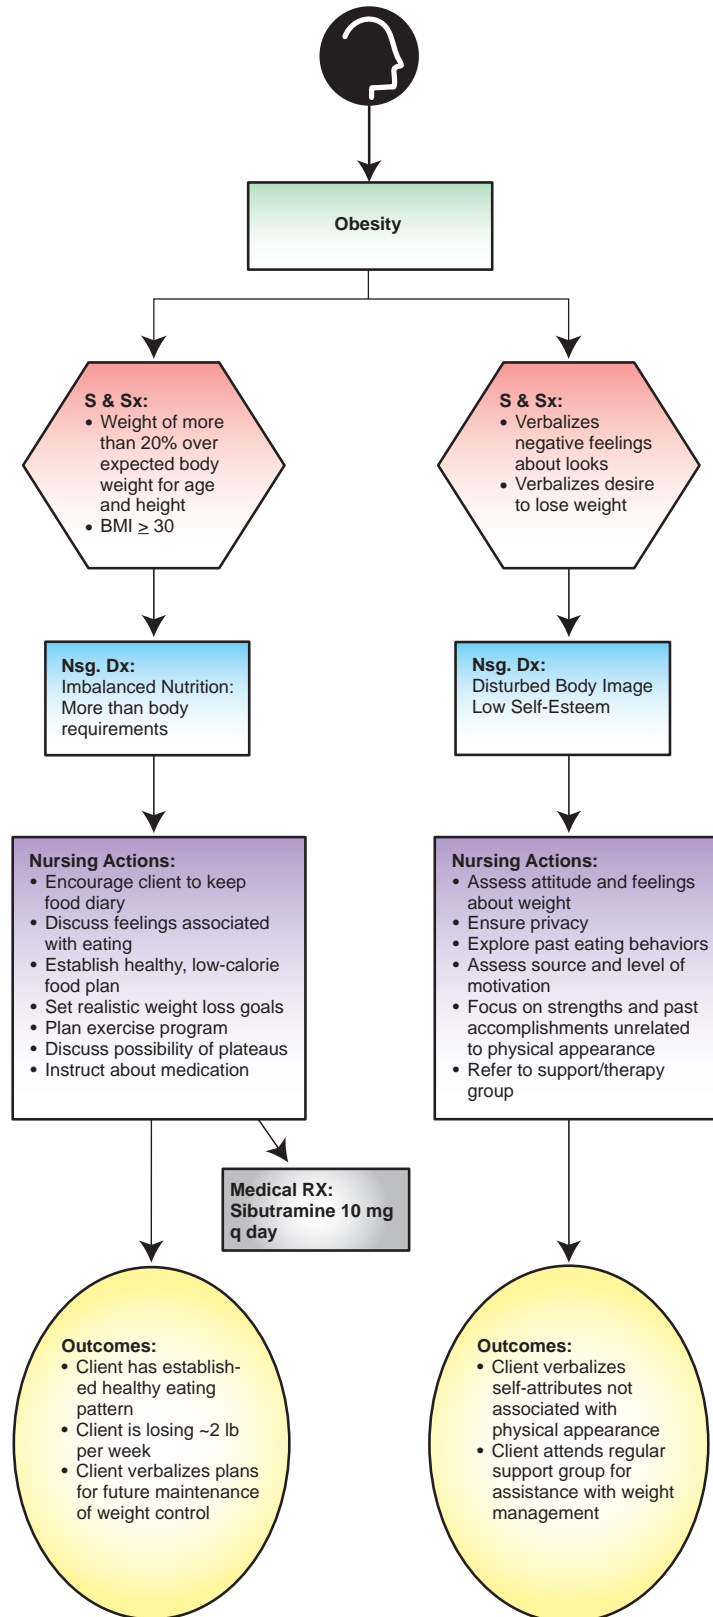 Obesity
S & Sx:
• Weight of more
than 20% over
expected body
weight for age
and height
• BMI ≥ 30
S & Sx:
• Verbalizes
negative feelings
about looks
• Verbalizes desire
to lose weight
Nsg. Dx:
Imbalanced Nutrition:
More than body
requirements
Nsg. Dx:
Disturbed Body Image
Low Self-Esteem
Nursing Actions:
• Encourage client to keep
food diary
• Discuss feelings associated
with eating
• Establish healthy, low-calorie
food plan
• Set realistic weight loss goals
• Plan exercise program
• Discuss possibility of plateaus
• Instruct about medication
Nursing Actions:
• Assess attitude and feelings
about weight
• Ensure privacy
• Explore past eating behaviors
• Assess source and level of
motivation
• Focus on strengths and past
accomplishments unrelated
to physical appearance
• Refer to support/therapy
group
Medical RX:
Sibutramine 10 mg
q day
Outcomes:
• Client has establish-
ed healthy eating
pattern
• Client is losing ~2 lb
per week
• Client verbalizes plans
for future maintenance
of weight control
Outcomes:
• Client verbalizes
self-attributes not
associated with
physical appearance
• Client attends regular
support group for
assistance with weight
management